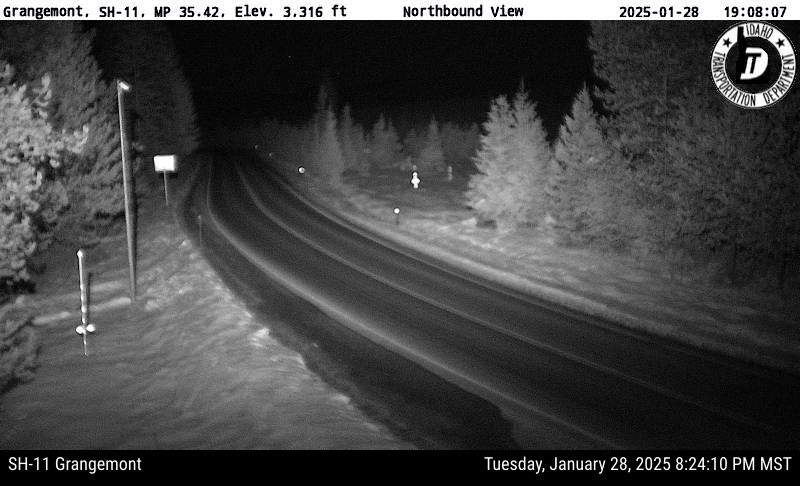 Grangemont, SH-11, MP 35.42, Elev. 3,316 ft Northbound View 2025-01-28 19:08:07
IDAHO
TRANSPORTATION DEPARTMENT
SH-11 Grangemont Tuesday, January 28, 2025 8:24:10 PM MST